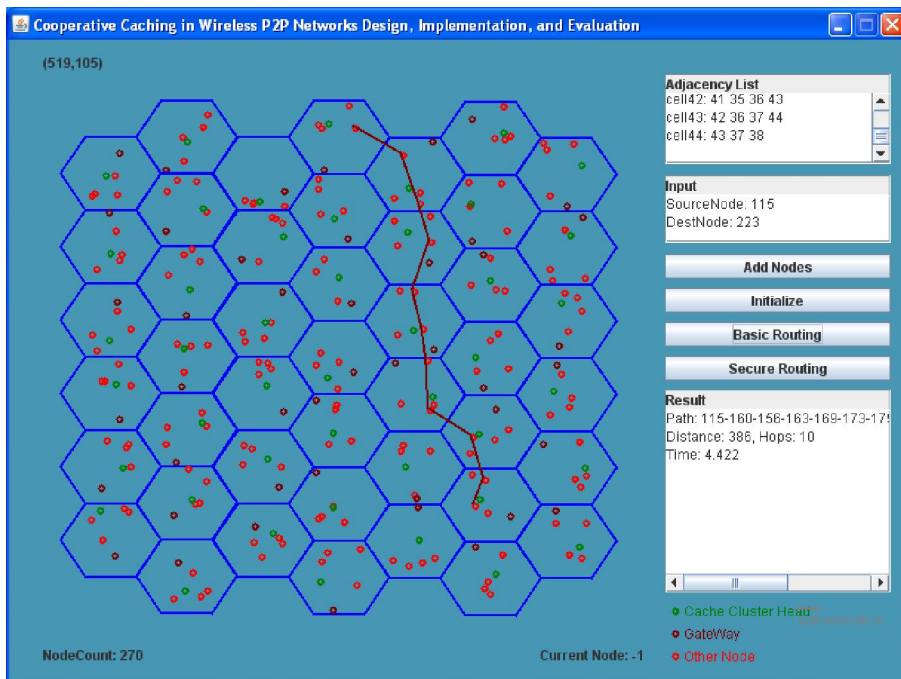 Cooperative Caching in Wireless P2P Networks Design, Implementation, and Evaluation
(519,105)
Adjacency List
cell42: 41 35 36 43
cell43: 42 36 37 44
cell44: 43 37 38
Input
SourceNode: 115
DestNode: 223
Add Nodes
Initialize
Basic Routing
Secure Routing
Result
Path: 115-160-156-163-169-173-175
Distance: 386, Hops: 10
Time: 4.422
Cache Cluster Head
GateWay
Other Node
NodeCount: 270
Current Node: -1